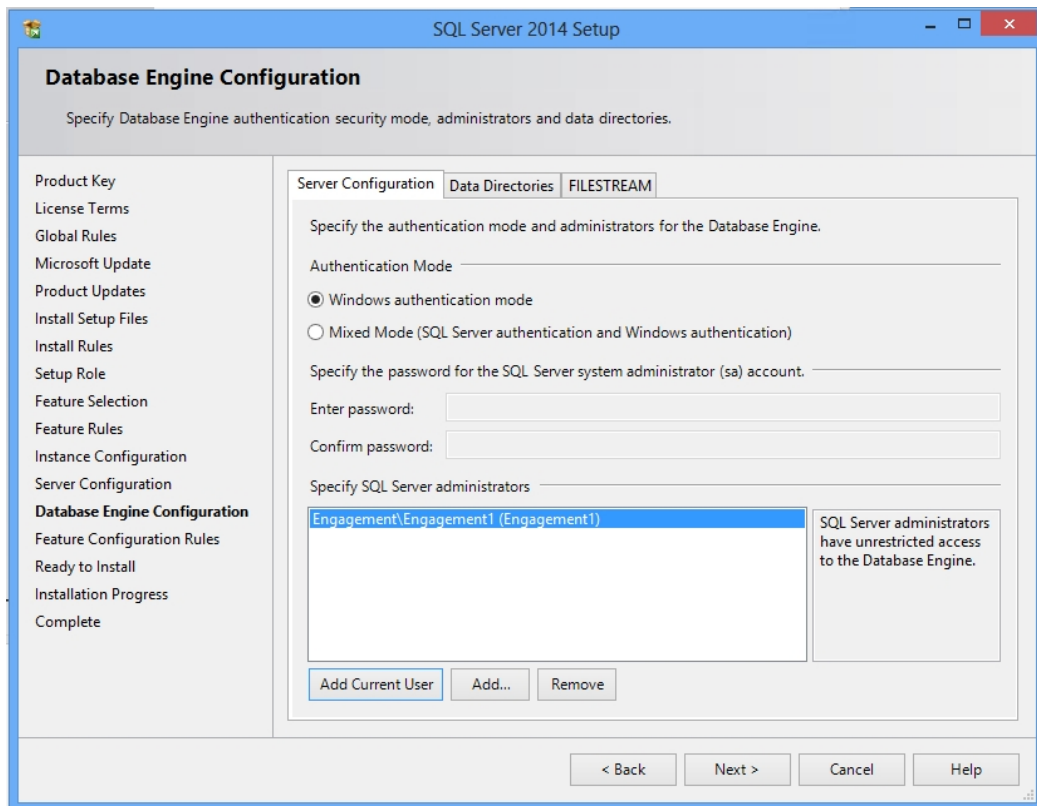 SQL Server 2014 Setup
Database Engine Configuration
Specify Database Engine authentication security mode, administrators and data directories.
Product Key
License Terms
Global Rules
Microsoft Update
Product Updates
Install Setup Files
Install Rules
Setup Role
Feature Selection
Feature Rules
Instance Configuration
Server Configuration
Database Engine Configuration
Feature Configuration Rules
Ready to Install
Installation Progress
Complete
Server Configuration Data Directories FILESTREAM
Specify the authentication mode and administrators for the Database Engine.
Authentication Mode
Windows authentication mode
Mixed Mode (SQL Server authentication and Windows authentication)
Specify the password for the SQL Server system administrator (sa) account.
Enter password:
Confirm password:
Specify SQL Server administrators
Engagement\Engagement1 (Engagement1)
SQL Server administrators
have unrestricted access
to the Database Engine.
Add Current User Add... Remove
< Back Next > Cancel Help